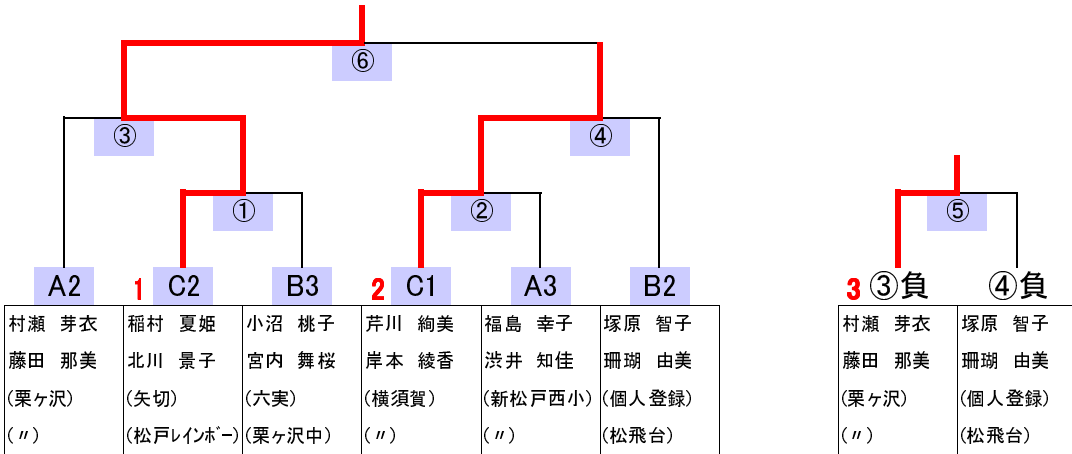 ⑥
③ ④
① ② ⑤
A2 1 C2 B3 2 C1 A3 B2 3 ③負 ④負
村瀬 芽衣 稲村 夏姫 小沼 桃子 芹川 絢美 福島 幸子 塚原 智子 村瀬 芽衣 塚原 智子
藤田 那美 北川 景子 宮内 舞桜 岸本 綾香 渋井 知佳 珊瑚 由美 藤田 那美 珊瑚 由美
(栗ヶ沢) (矢切) (六実) (横須賀) (新松戸西小) (個人登録) (栗ヶ沢) (個人登録)
(〃) (松戸ﾚｲﾝﾎﾞｰ) (栗ヶ沢中) (〃) (〃) (松飛台) (〃) (松飛台)